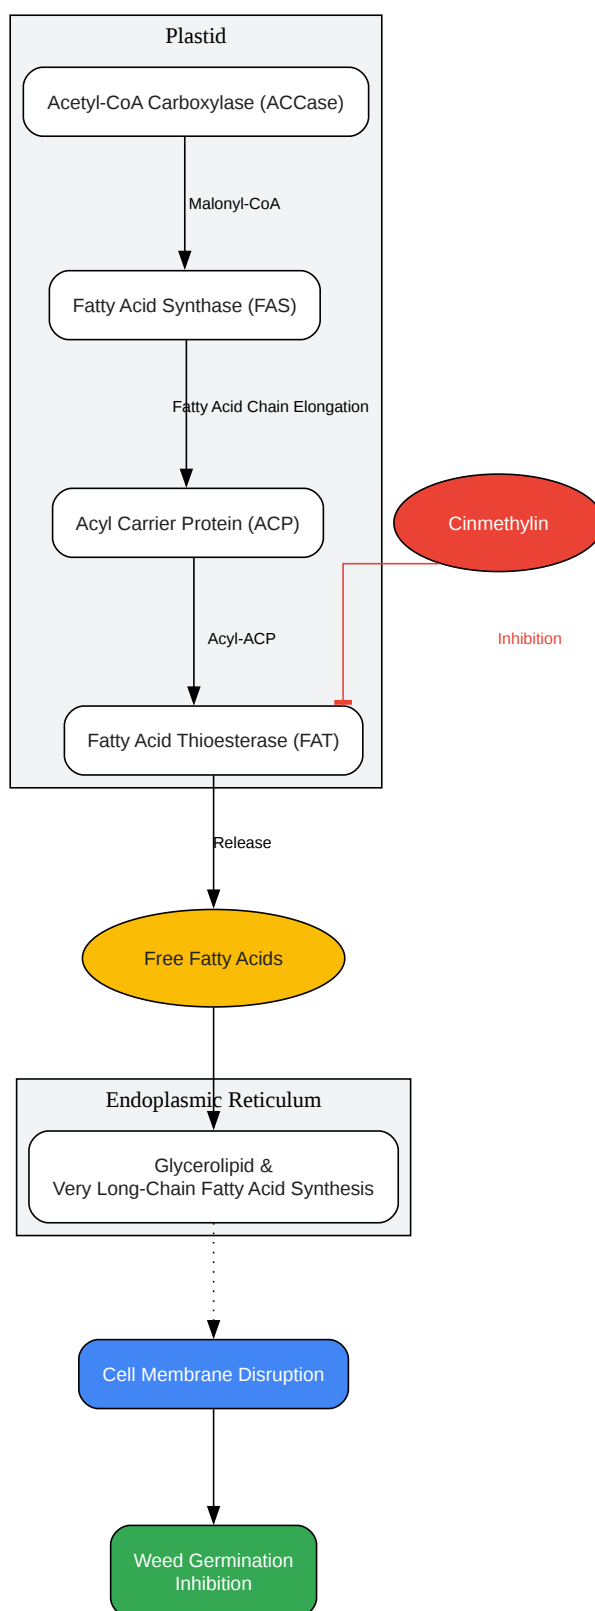 Plastid
Acetyl-CoA Carboxylase (ACCase)
Malonyl-CoA
Fatty Acid Synthase (FAS)
Fatty Acid Chain Elongation
Acyl Carrier Protein (ACP)
Cinmethylin
Acyl-ACP
Inhibition
Fatty Acid Thioesterase (FAT)
Release
Free Fatty Acids
Endoplasmic Reticulum
Glycerolipid &
Very Long-Chain Fatty Acid Synthesis
Cell Membrane Disruption
Weed Germination
Inhibition